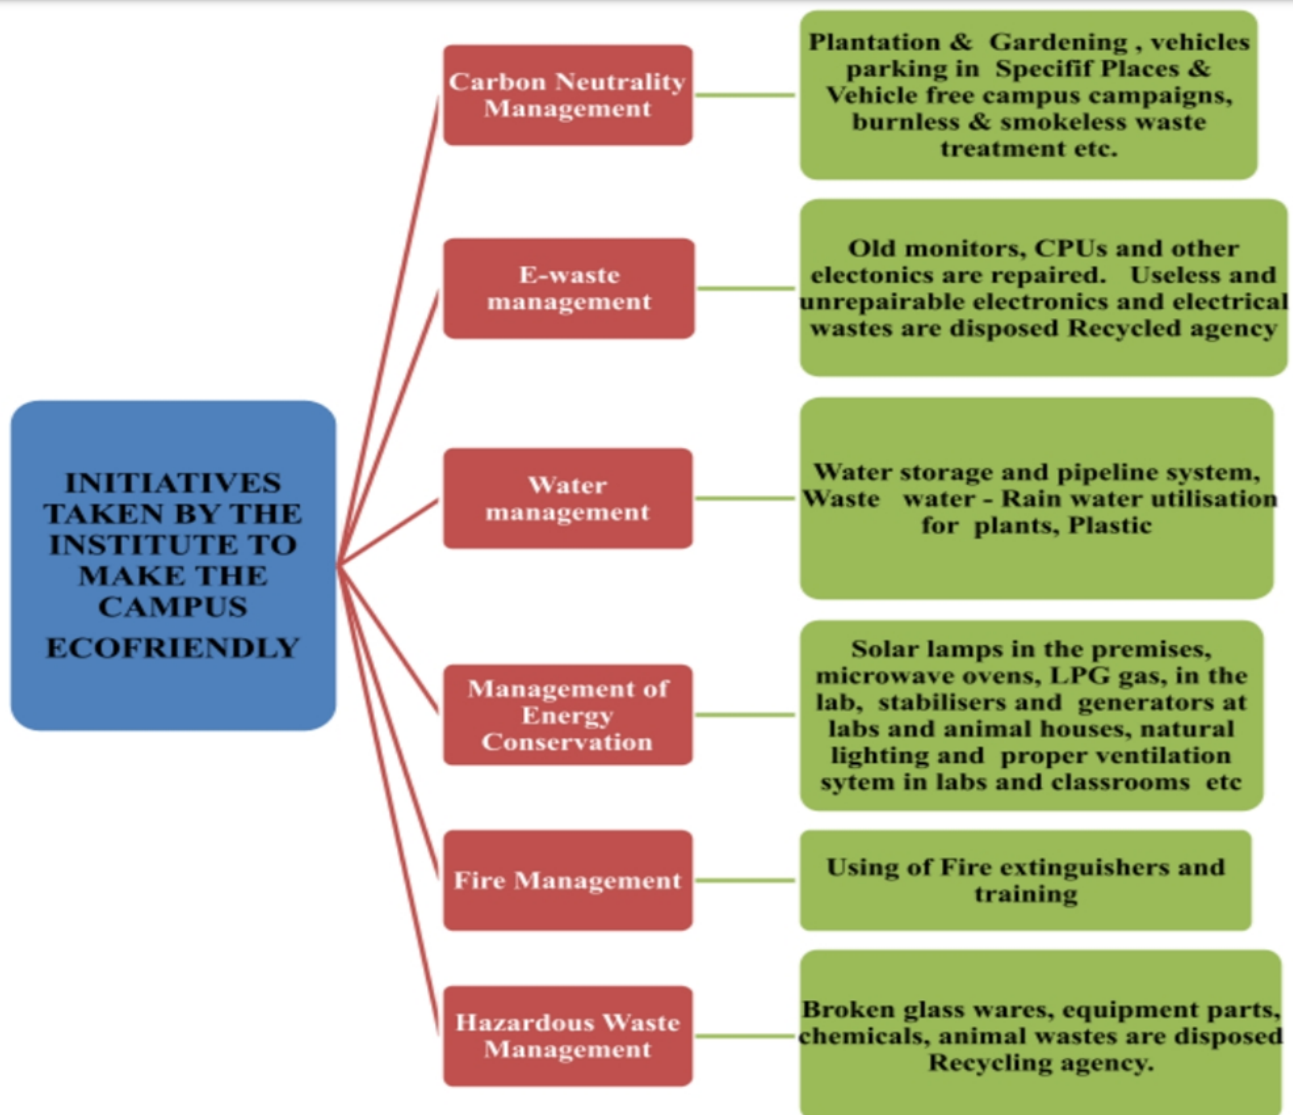 INITIATIVES
TAKEN BY THE
INSTITUTE TO
MAKE THE
CAMPUS
ECOFRIENDLY
Carbon Neutrality
Management
Plantation & Gardening , vehicles
parking in Specifif Places &
Vehicle free campus campaigns,
burnless & smokeless waste
treatment etc.
E-waste
management
Old monitors, CPUs and other
electonics are repaired. Useless and
unrepairable electronics and electrical
wastes are disposed Recycled agency
Water
management
Water storage and pipeline system,
Waste water - Rain water utilisation
for plants, Plastic
Management of
Energy
Conservation
Solar lamps in the premises,
microwave ovens, LPG gas, in the
lab, stabilisers and generators at
labs and animal houses, natural
lighting and proper ventilation
sytem in labs and classrooms etc
Fire Management
Using of Fire extinguishers and
training
Hazardous Waste
Management
Broken glass wares, equipment parts,
chemicals, animal wastes are disposed
Recycling agency.